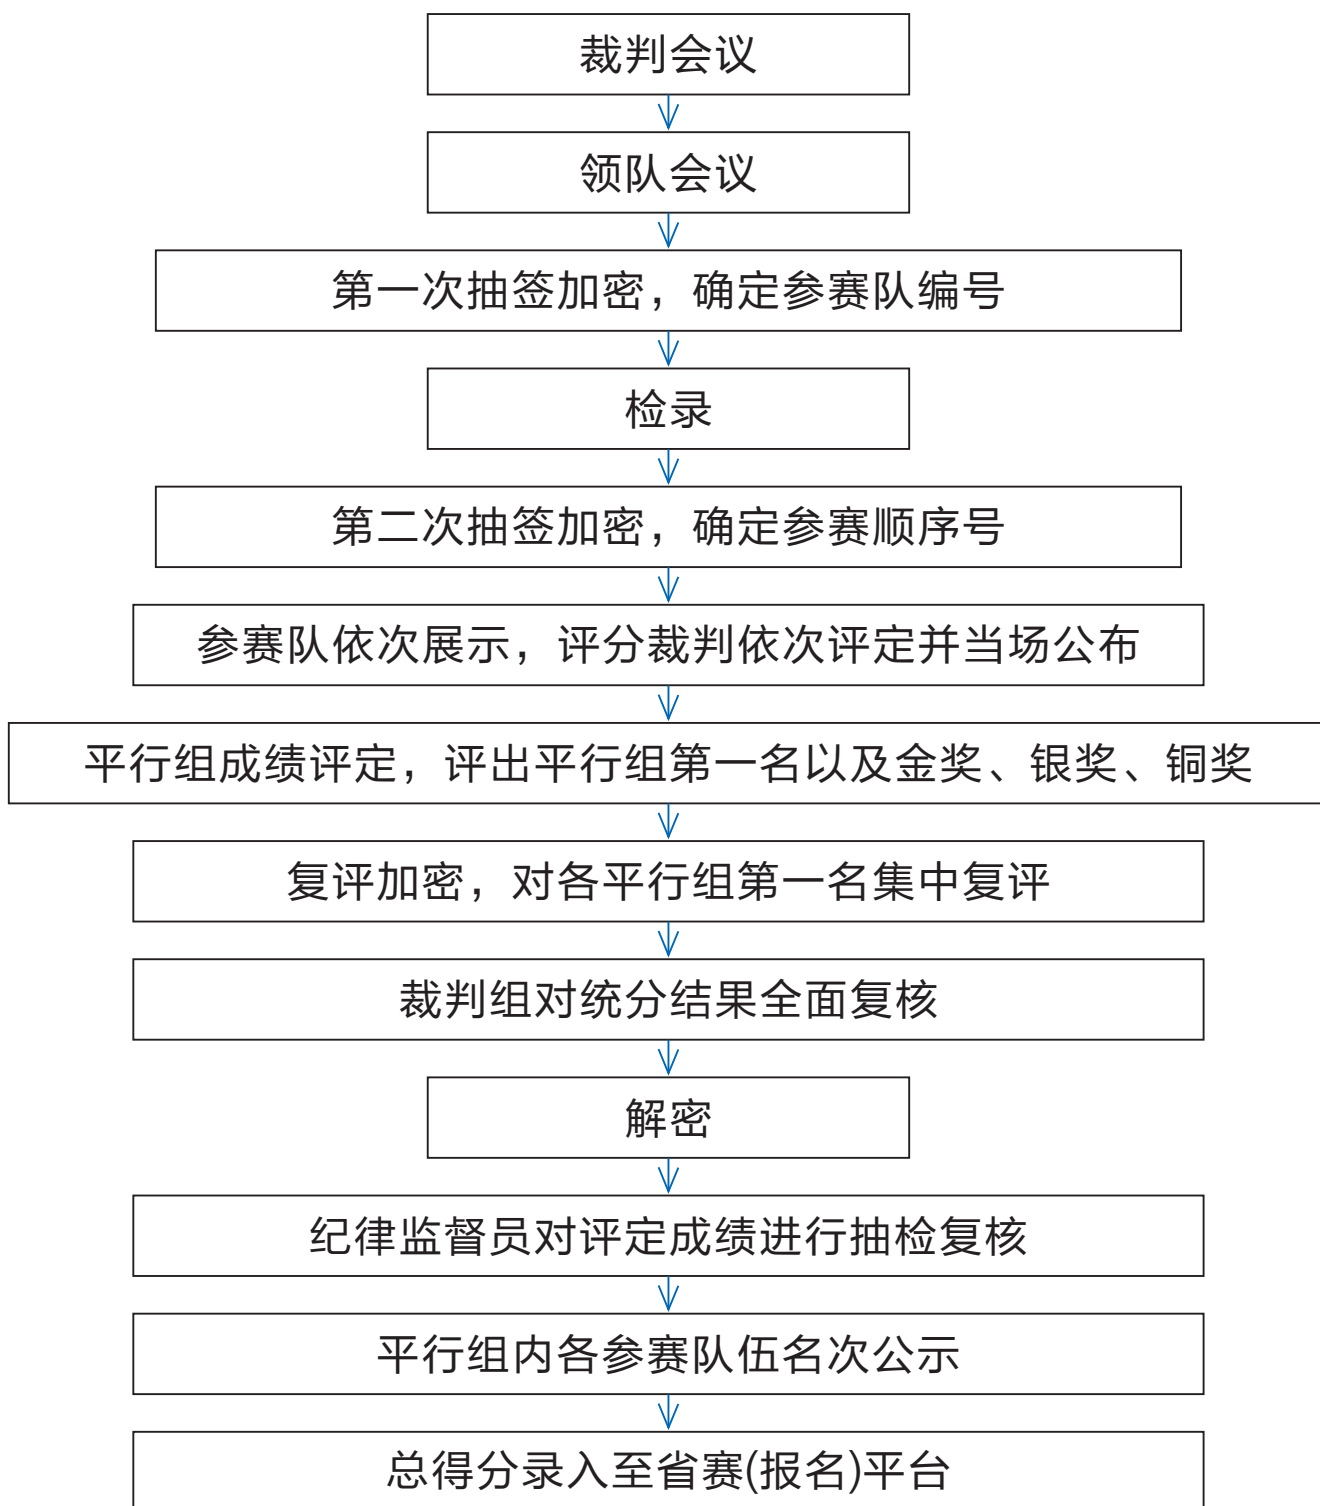 裁判会议
领队会议
第一次抽签加密，确定参赛队编号
检录
第二次抽签加密，确定参赛顺序号
参赛队依次展示，评分裁判依次评定并当场公布
平行组成绩评定，评出平行组第一名以及金奖、银奖、铜奖
复评加密，对各平行组第一名集中复评
裁判组对统分结果全面复核
解密
纪律监督员对评定成绩进行抽检复核
平行组内各参赛队伍名次公示
总得分录入至省赛(报名)平台